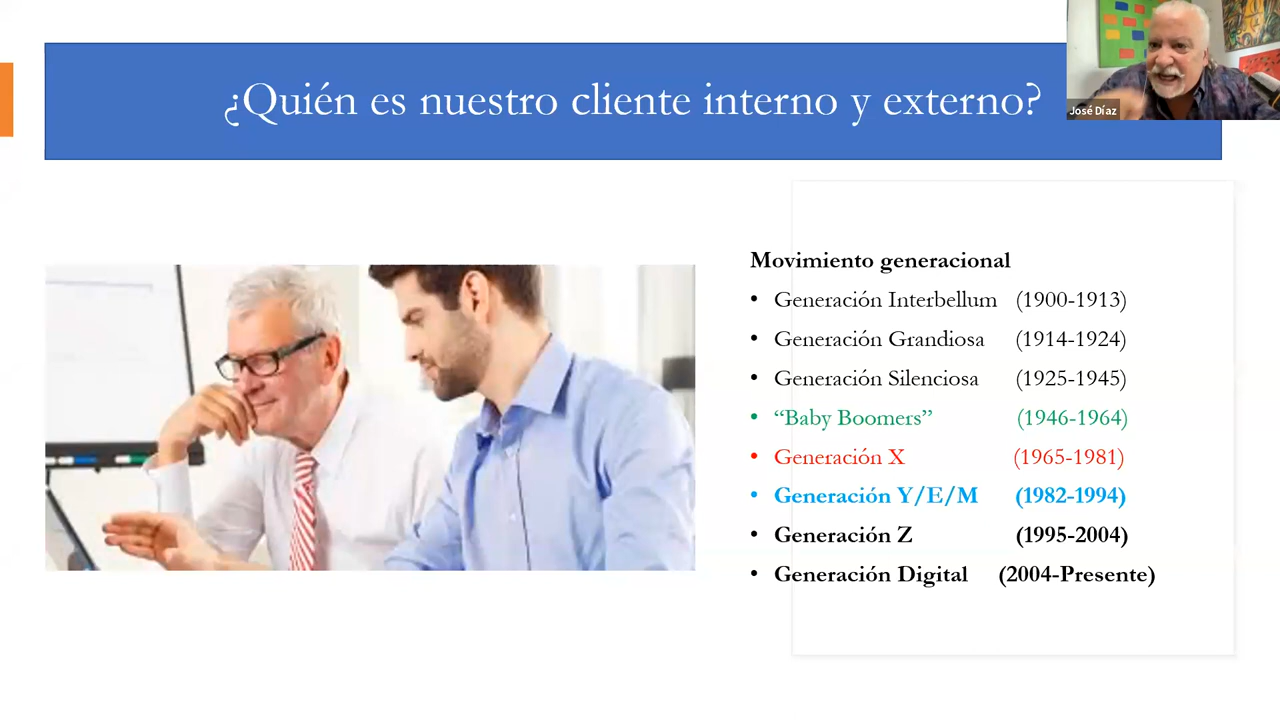 ¿Quién es nuestro cliente interno y externo?
José Díaz
Movimiento generacional
• Generación Interbellum (1900-1913)
• Generación Grandiosa (1914-1924)
• Generación Silenciosa (1925-1945)
• “Baby Boomers” (1946-1964)
• Generación X (1965-1981)
• Generación Y/E/M (1982-1994)
• Generación Z (1995-2004)
• Generación Digital (2004-Presente)